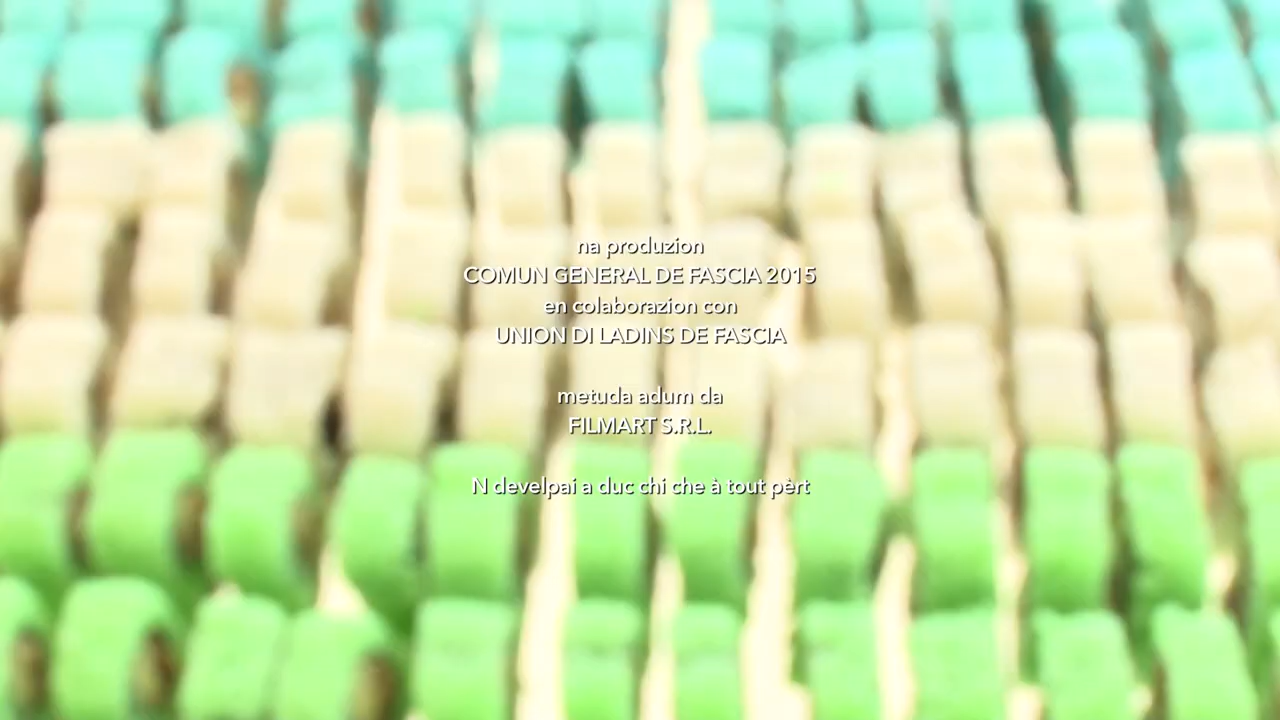 na produzion
COMUN GENERAL DE FASCIA 2015
en colaborazion con
UNION DI LADINS DE FASCIA
metuda adum da
FILMART S.R.L.
N develpai a duc chi che à tout pèrt